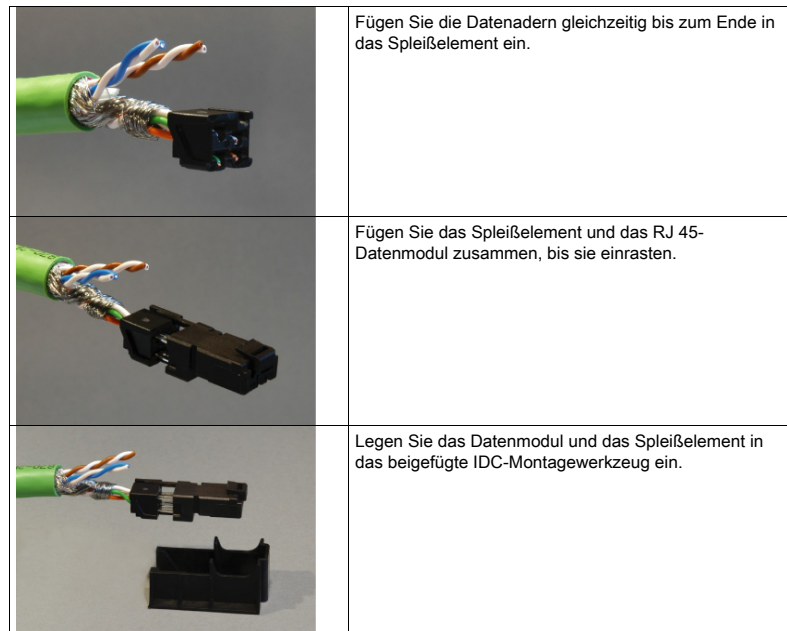 Fügen Sie die Datenadern gleichzeitig bis zum Ende in
das Spleißelement ein.
Fügen Sie das Spleißelement und das RJ 45-
Datenmodul zusammen, bis sie einrasten.
Legen Sie das Datenmodul und das Spleißelement in
das beigefügte IDC-Montagewerkzeug ein.